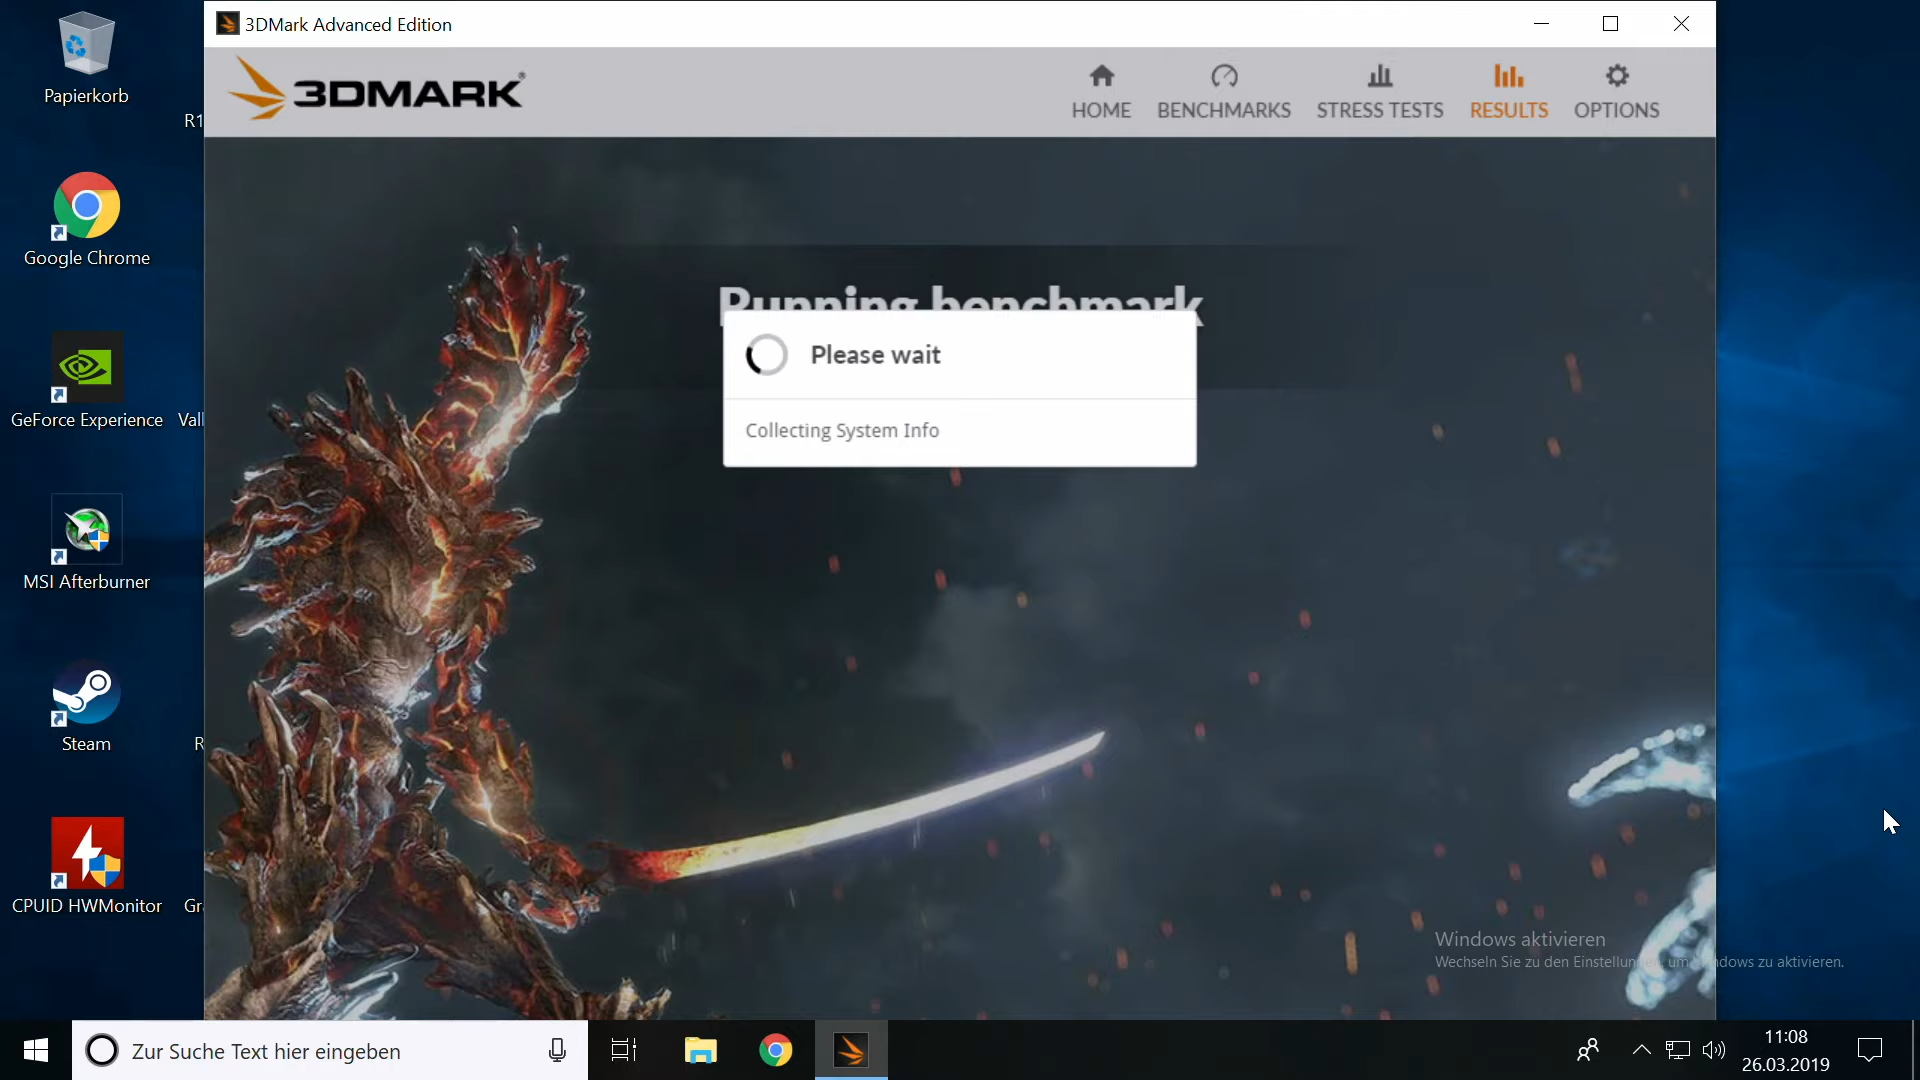 3DMark Advanced Edition
3DMARK®
HOME
BENCHMARKS
STRESS TESTS
RESULTS
OPTIONS
Running benchmark
Please wait
Collecting System Info
Papierkorb
R1
Google Chrome
GeForce Experience
Vall
MSI Afterburner
Steam
R
CPUID HWMonitor
Gr
Windows aktivieren
Wechseln Sie zu den um zu aktivieren.
Zur Suche Text hier eingeben
11:08
26.03.2019